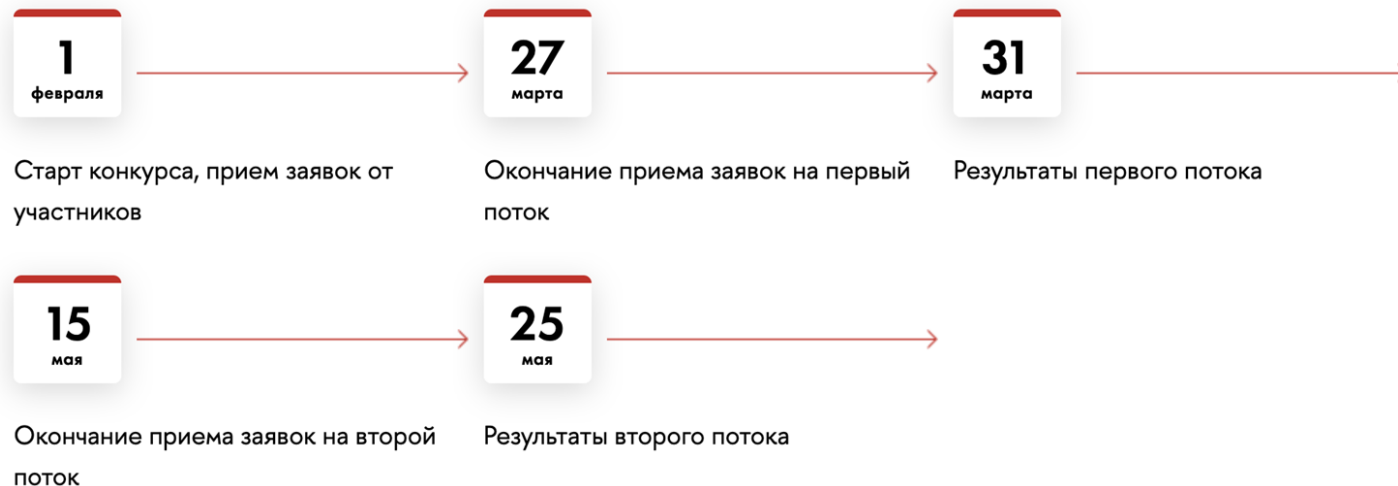 1
февраля
Старт конкурса, прием заявок от
участников
27
марта
Окончание приема заявок на первый
поток
31
марта
Результаты первого потока
15
мая
Окончание приема заявок на второй
поток
25
мая
Результаты второго потока